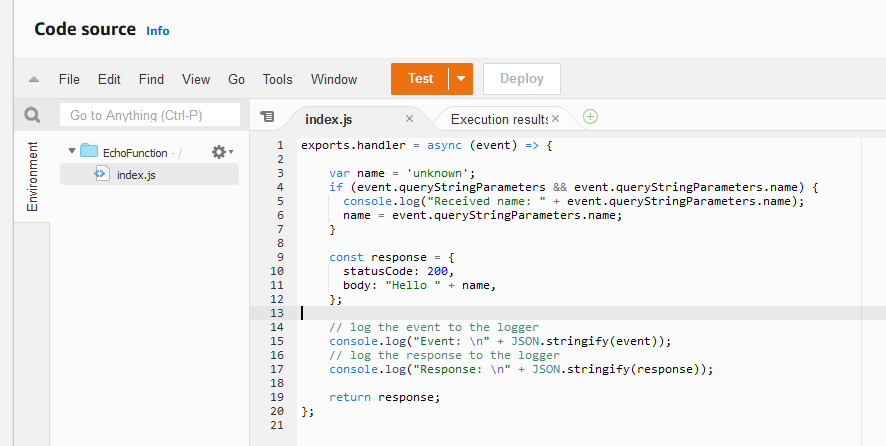 Code source Info
File Edit Find View Go Tools Window Test Deploy
Go to Anything (Ctrl-P)
index.js Execution results
Environment
EchoFunction - /
index.js
1 exports.handler = async (event) => {
2
3 var name = 'unknown';
4 if (event.queryStringParameters && event.queryStringParameters.name) {
5 console.log("Received name: " + event.queryStringParameters.name);
6 name = event.queryStringParameters.name;
7 }
8
9 const response = {
10 statusCode: 200,
11 body: "Hello " + name,
12 };
13
14 // log the event to the logger
15 console.log("Event: \n" + JSON.stringify(event));
16 // log the response to the logger
17 console.log("Response: \n" + JSON.stringify(response));
18
19 return response;
20 };
21